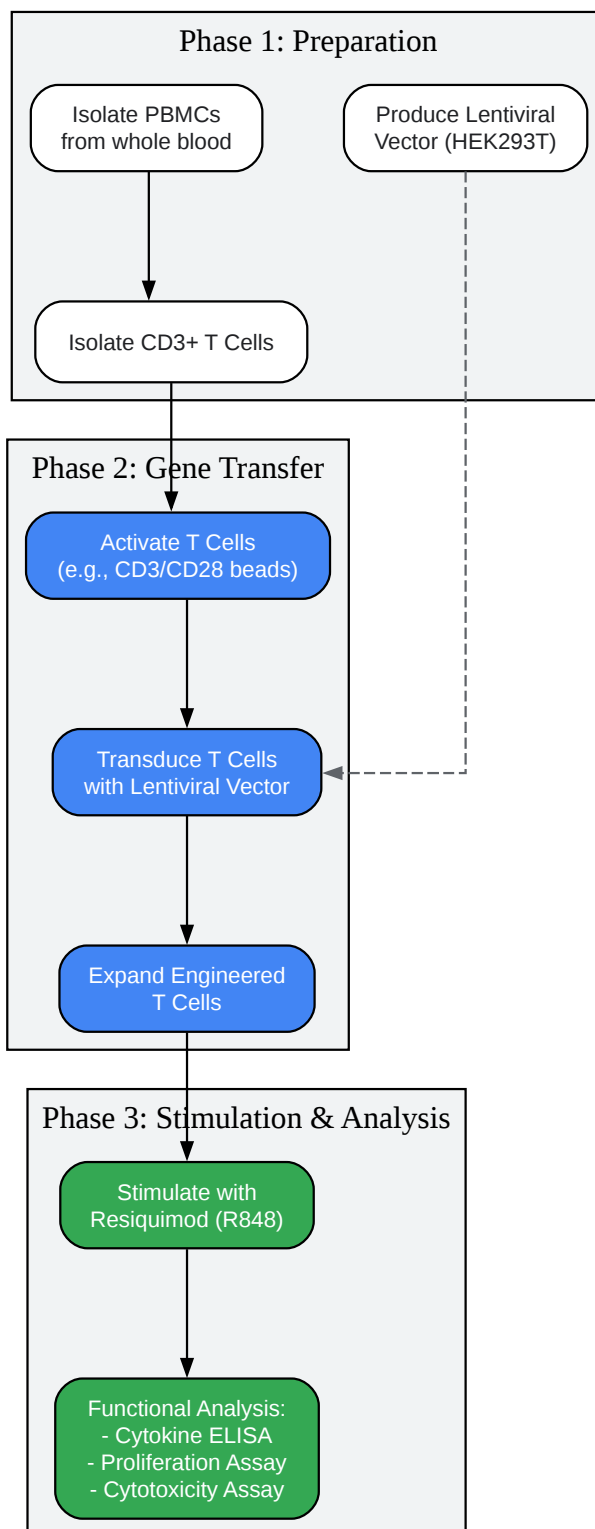 Phase 1: Preparation
Isolate PBMCs
from whole blood
Produce Lentiviral
Vector (HEK293T)
Isolate CD3+ T Cells
Phase 2: Gene Transfer
Activate T Cells
(e.g., CD3/CD28 beads)
Transduce T Cells
with Lentiviral Vector
Expand Engineered
T Cells
Phase 3: Stimulation & Analysis
Stimulate with
Resiquimod (R848)
Functional Analysis:
- Cytokine ELISA
- Proliferation Assay
- Cytotoxicity Assay